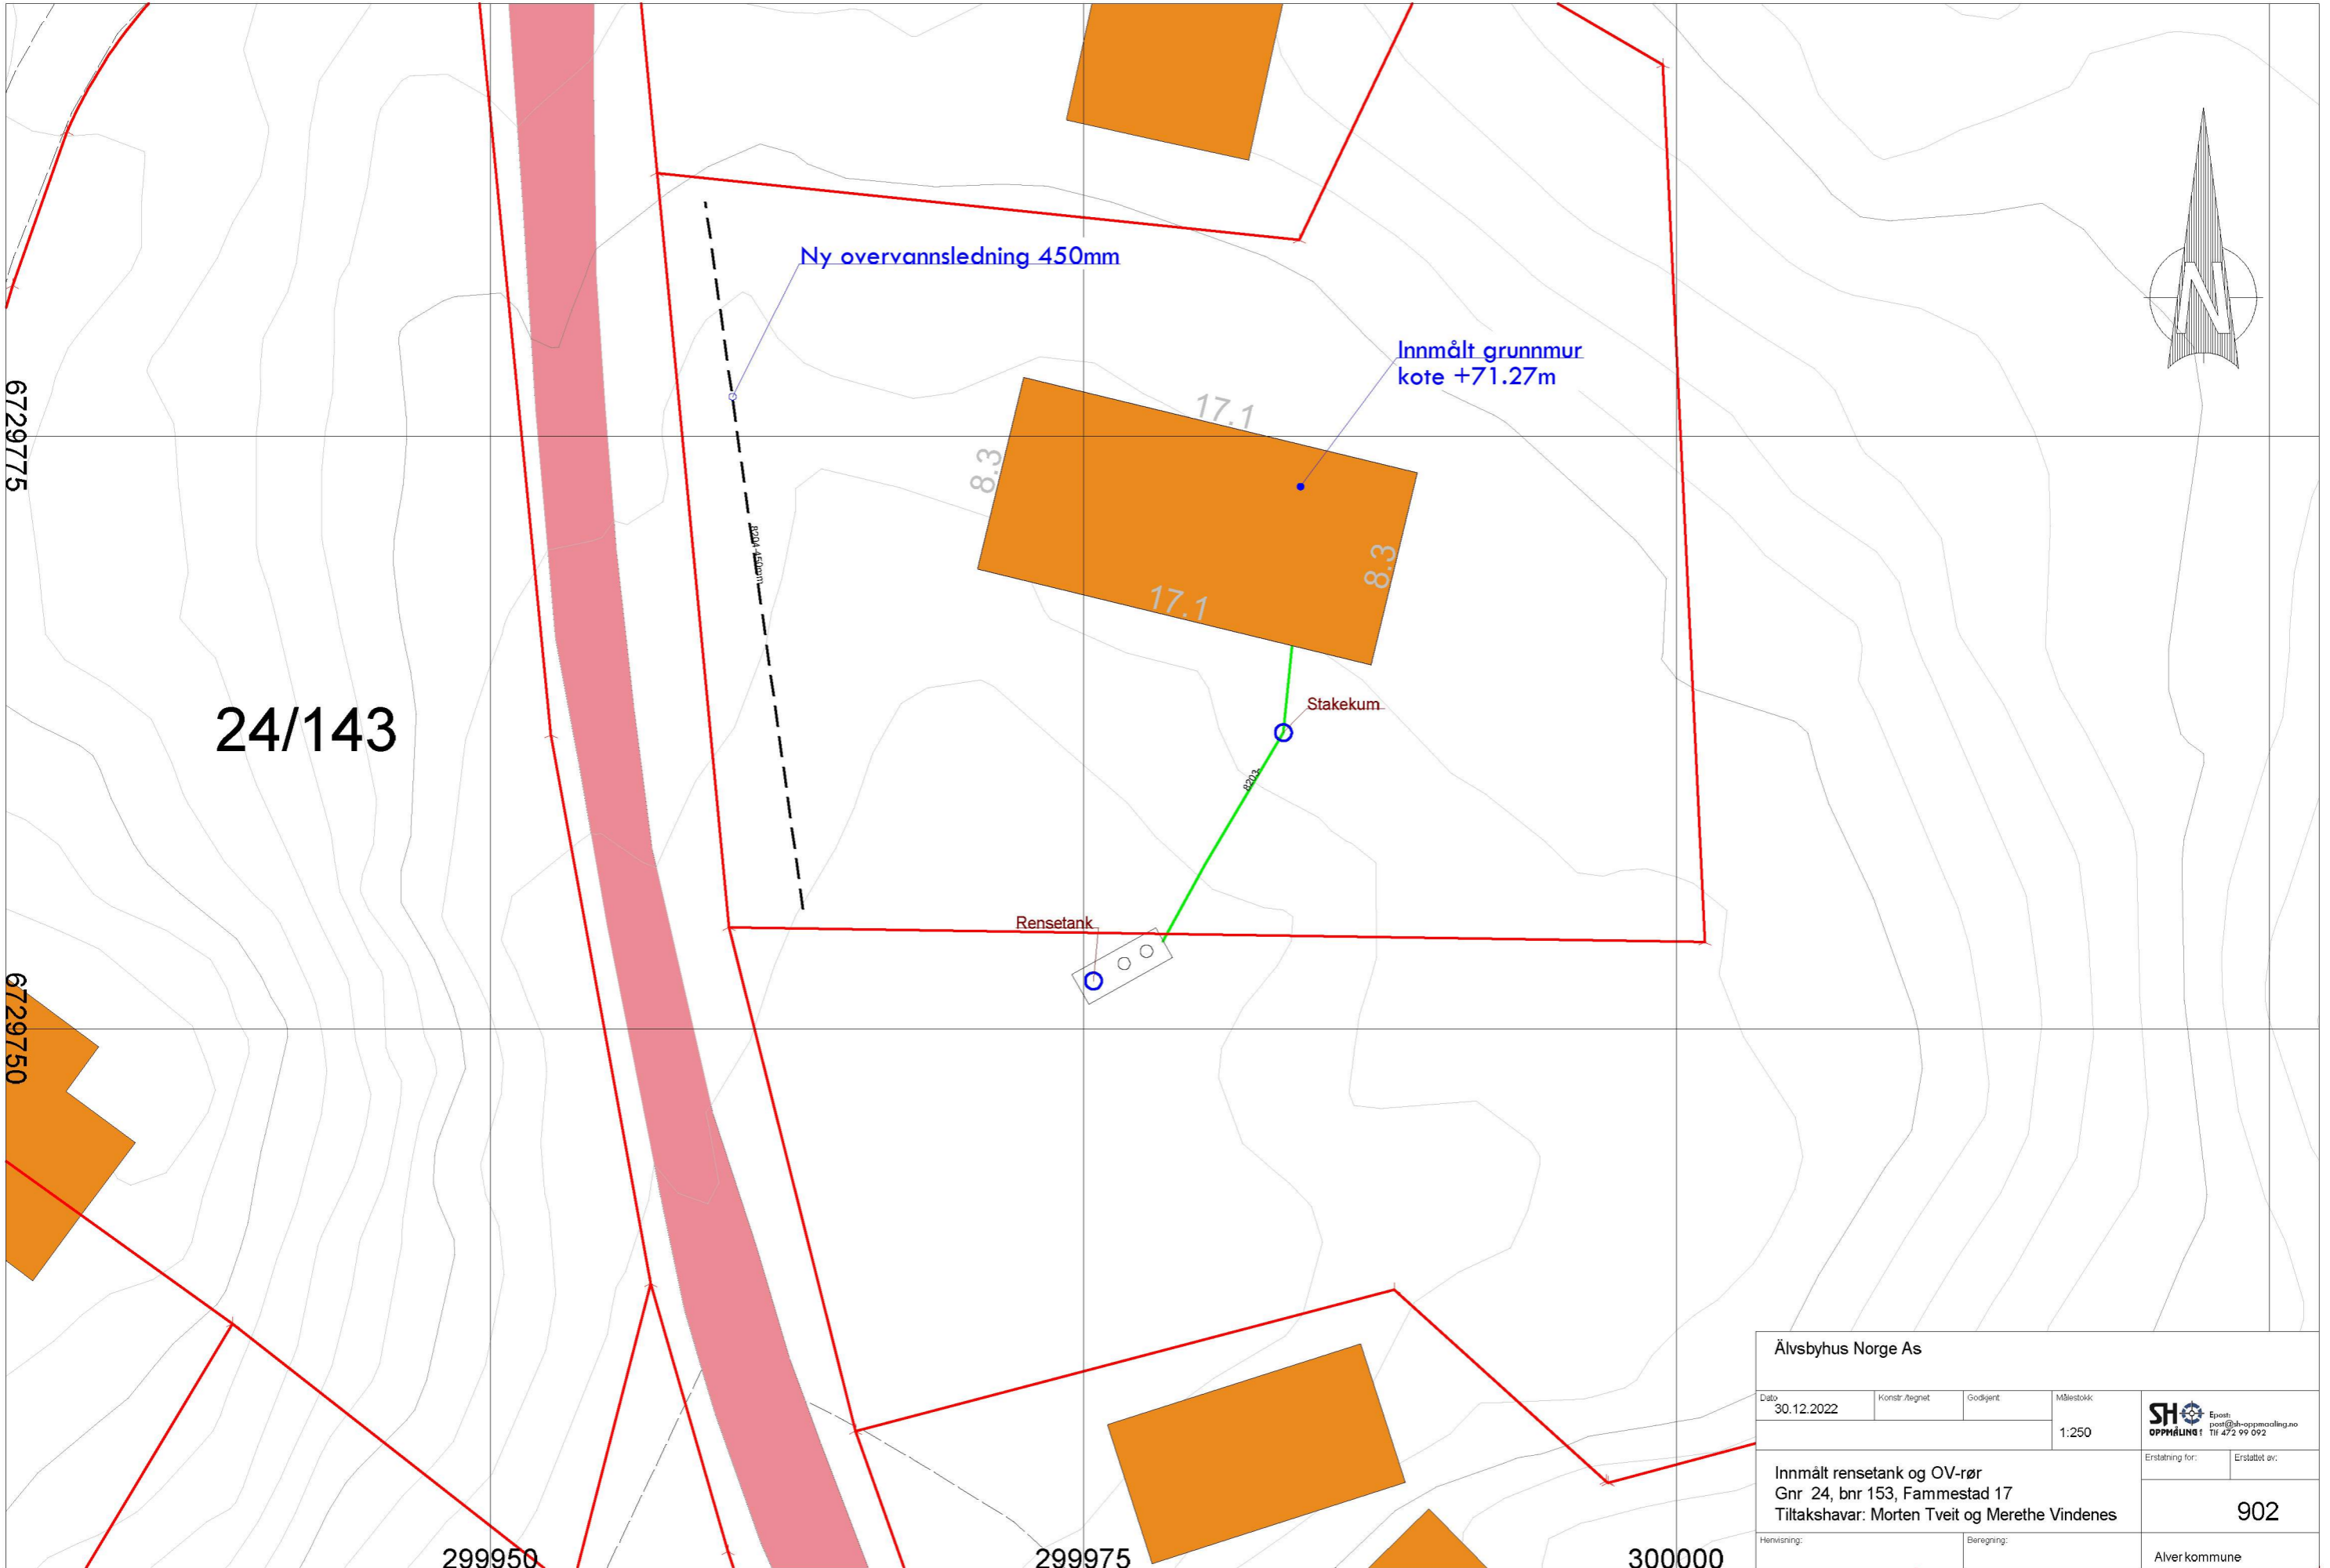 Ny overvannsledning 450mm
Innmålt grunnmur
kote +71.27m
N
17.1
8.3
8.3
17.1
6729775
8204-450mm
24/143
Stakekum
8203-
Rensetank
6729750
299950
299975
300000
Älvsbyhus Norge As
Dato
30.12.2022
Konstr./tegnet
Godkjent
Målestokk
1:250
SH
OPPMÅLING
Epost:
post@sh-oppmaaling.no
Tlf 472 99 092
Innmålt rensetank og OV-rør
Gnr 24, bnr 153, Fammestad 17
Tiltakshavar: Morten Tveit og Merethe Vindenes
Erstatning for:
Erstattet av:
902
Henvisning:
Beregning:
Alver kommune